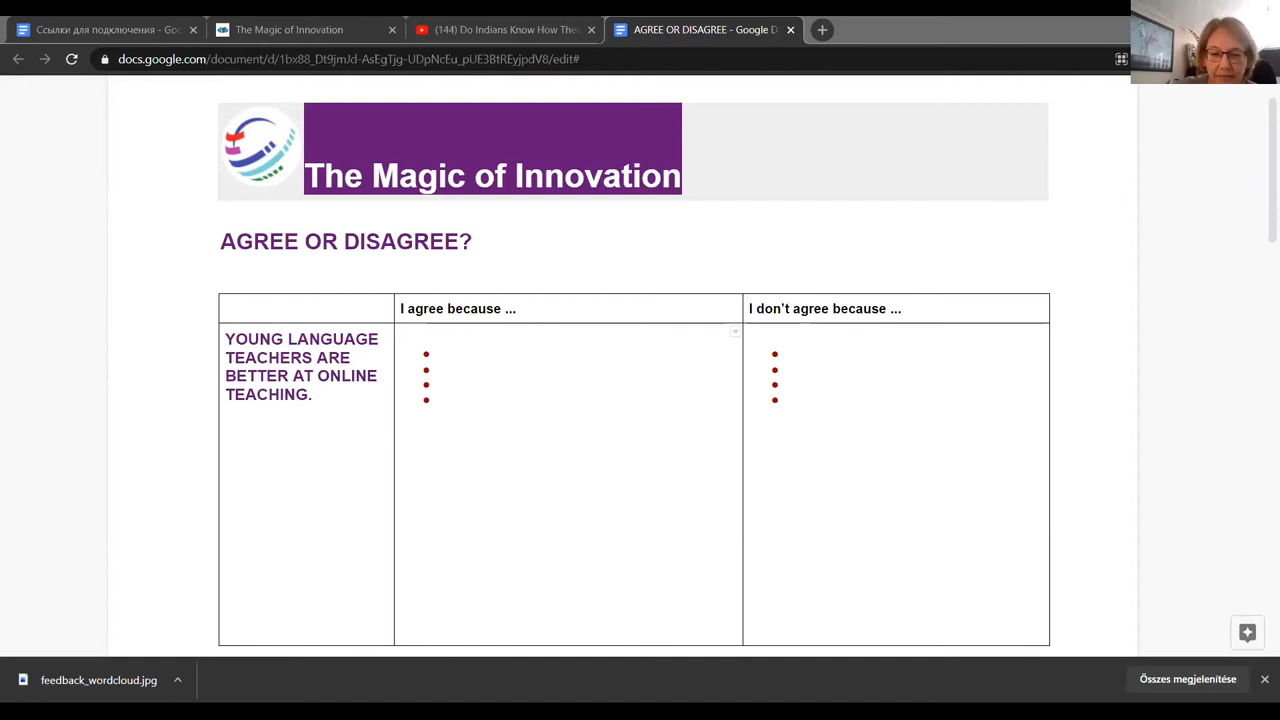 Ссылки для подключения - Goo
The Magic of Innovation
(144) Do Indians Know How Thei
AGREE OR DISAGREE - Google D
docs.google.com/document/d/1bx88_Dt9jmJd-AsEgTjg-UDpNcEu_pUE3BtREyjpdV8/edit#
The Magic of Innovation
AGREE OR DISAGREE?
I agree because ...
I don’t agree because ...
YOUNG LANGUAGE
TEACHERS ARE
BETTER AT ONLINE
TEACHING.
feedback_wordcloud.jpg
Összes megjelenítése